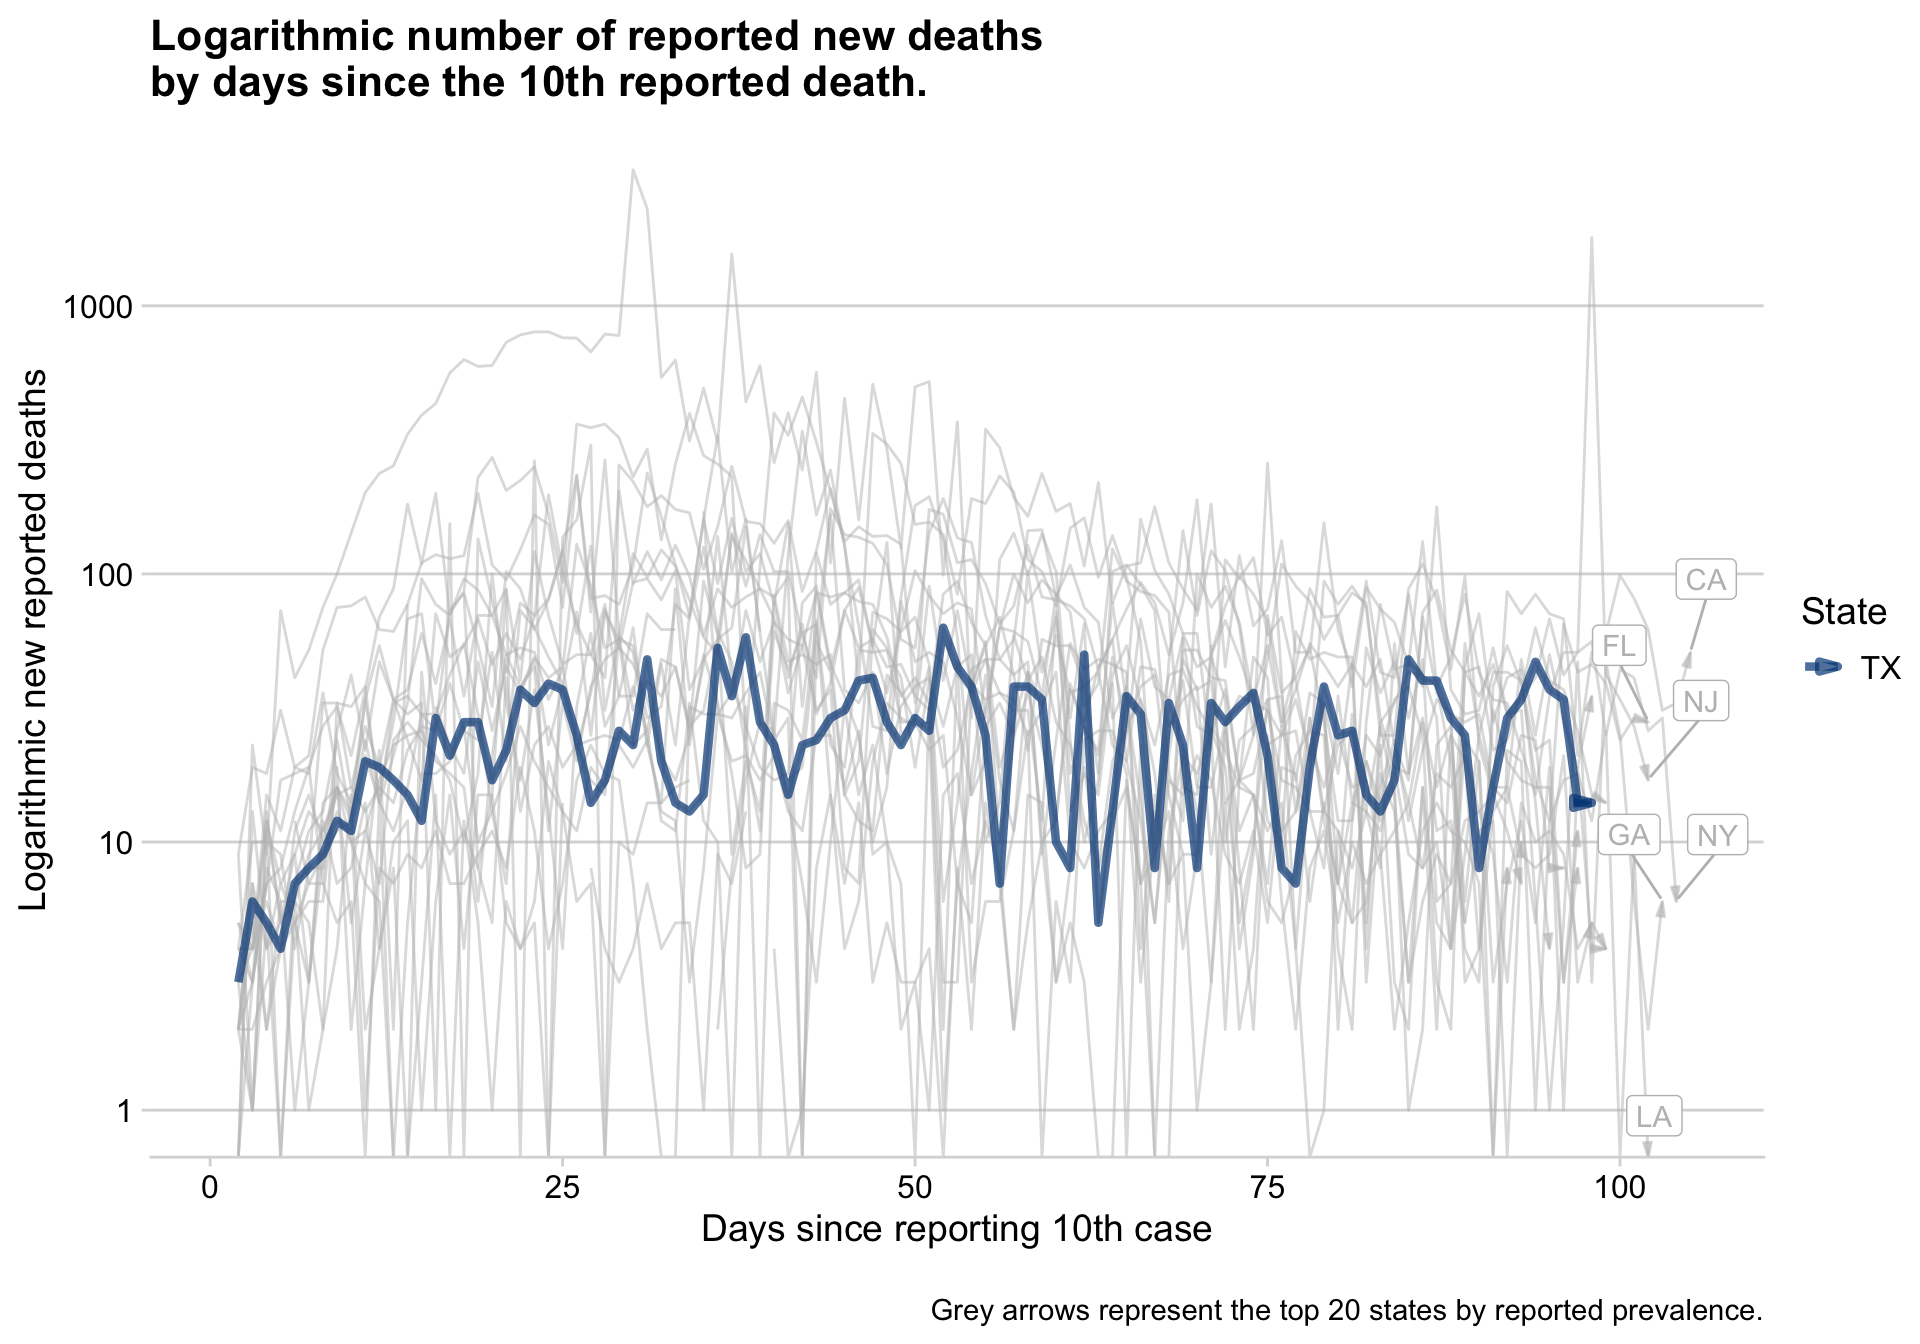 Logarithmic number of reported new deaths
by days since the 10th reported death.
Logarithmic new reported deaths
1000
100
10
1
CA
FL
NJ
GA
NY
LA
State
TX
0
25
50
75
100
Days since reporting 10th case
Grey arrows represent the top 20 states by reported prevalence.